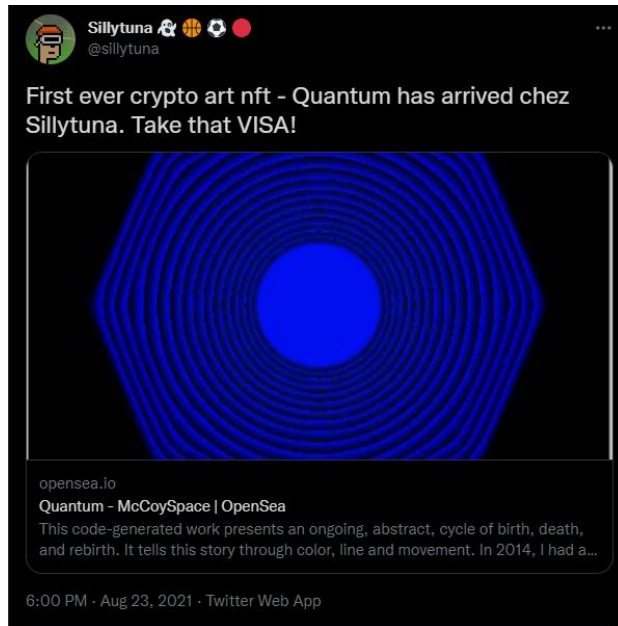 Sillytuna 👻 🏀 ⚽ 🔴
@sillytuna
First ever crypto art nft - Quantum has arrived chez
Sillytuna. Take that VISA!
opensea.io
Quantum - McCoySpace | OpenSea
This code-generated work presents an ongoing, abstract, cycle of birth, death,
and rebirth. It tells this story through color, line and movement. In 2014, I had a...
6:00 PM · Aug 23, 2021 · Twitter Web App